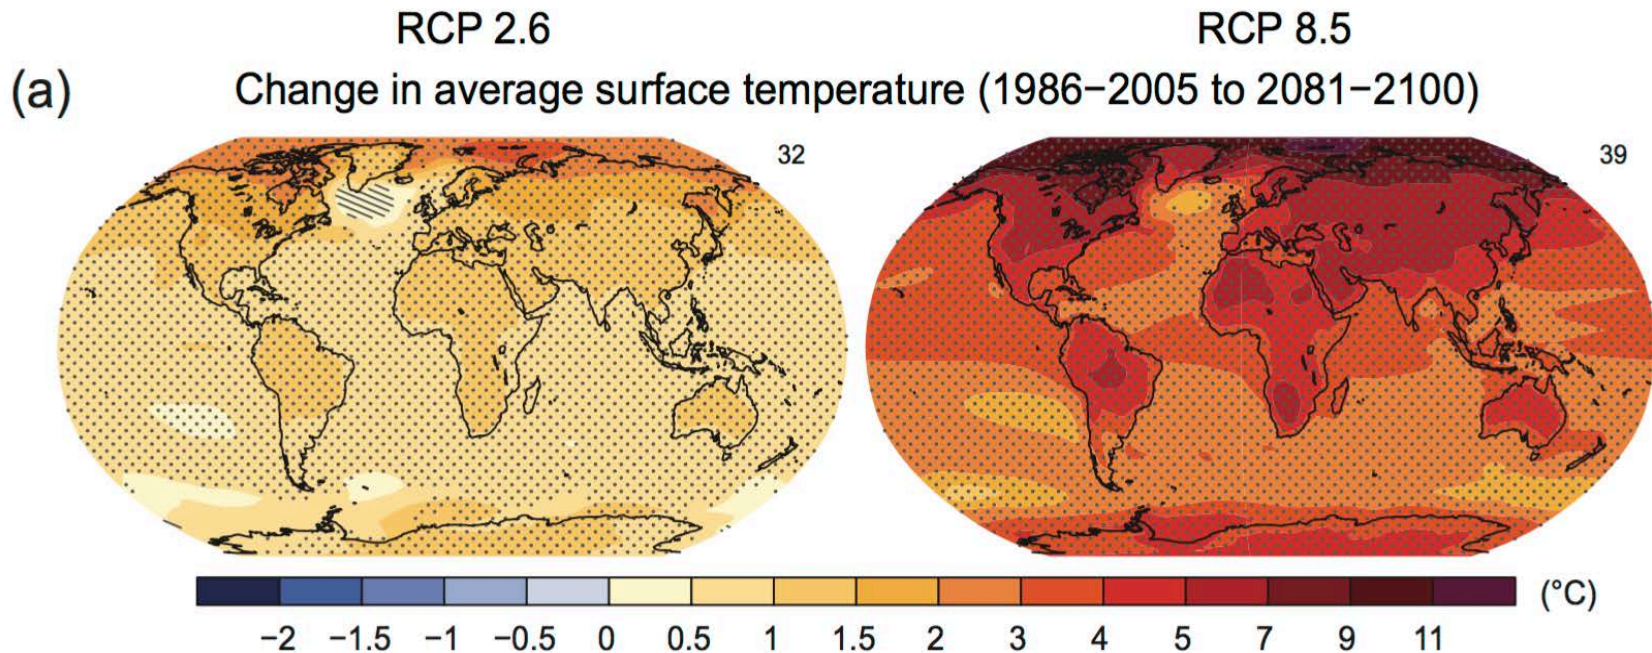 RCP 2.6 RCP 8.5
(a) Change in average surface temperature (1986−2005 to 2081−2100)
32 39
(°C)
−2 −1.5 −1 −0.5 0 0.5 1 1.5 2 3 4 5 7 9 11